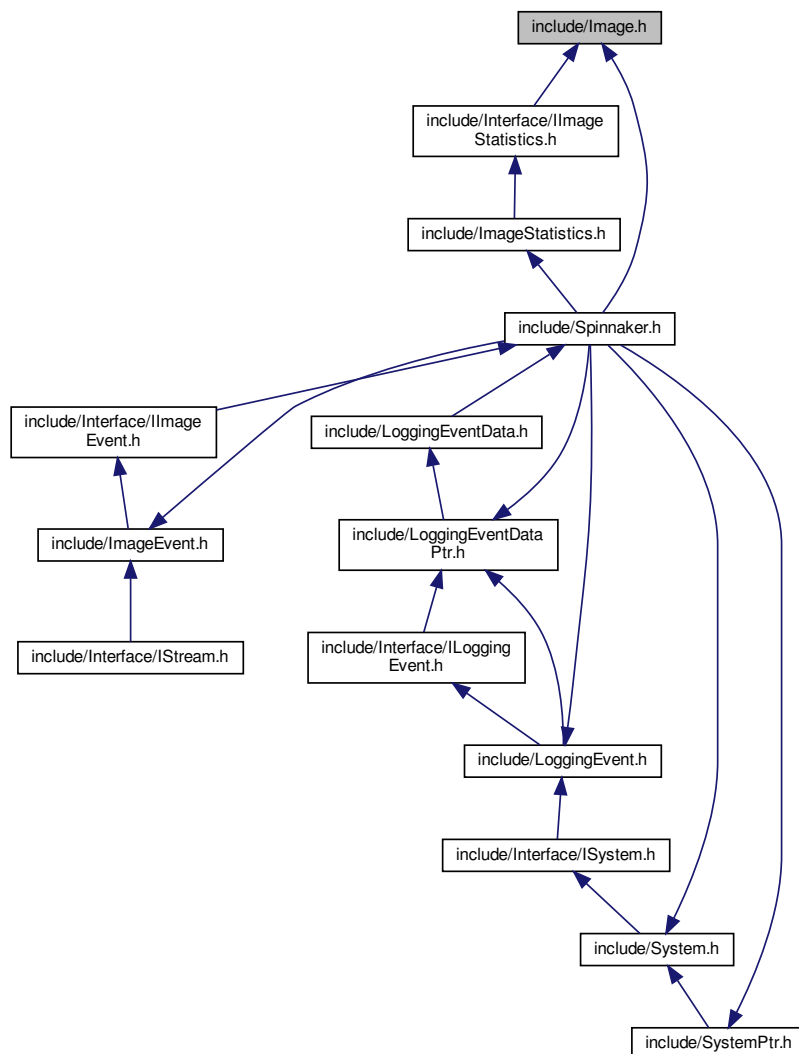 include/Image.h
include/Interface/IImage
Statistics.h
include/ImageStatistics.h
include/Spinnaker.h
include/Interface/IImage
Event.h
include/LoggingEventData.h
include/ImageEvent.h
include/LoggingEventData
Ptr.h
include/Interface/IStream.h
include/Interface/ILogging
Event.h
include/LoggingEvent.h
include/Interface/ISystem.h
include/System.h
include/SystemPtr.h